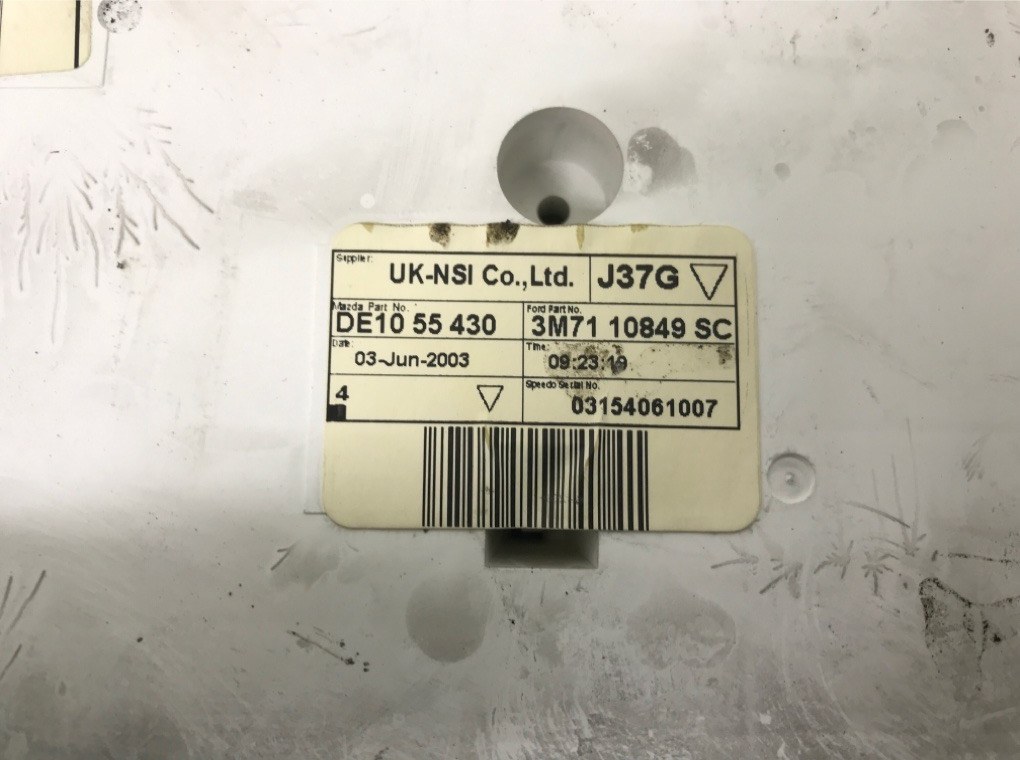 Supplier:
UK-NSI Co.,Ltd. J37G
Mazda Part No. Ford Part No.
DE10 55 430 3M71 10849 SC
Date: Time:
03-Jun-2003 09:23:19
4 Speedo Serial No.
03154061007